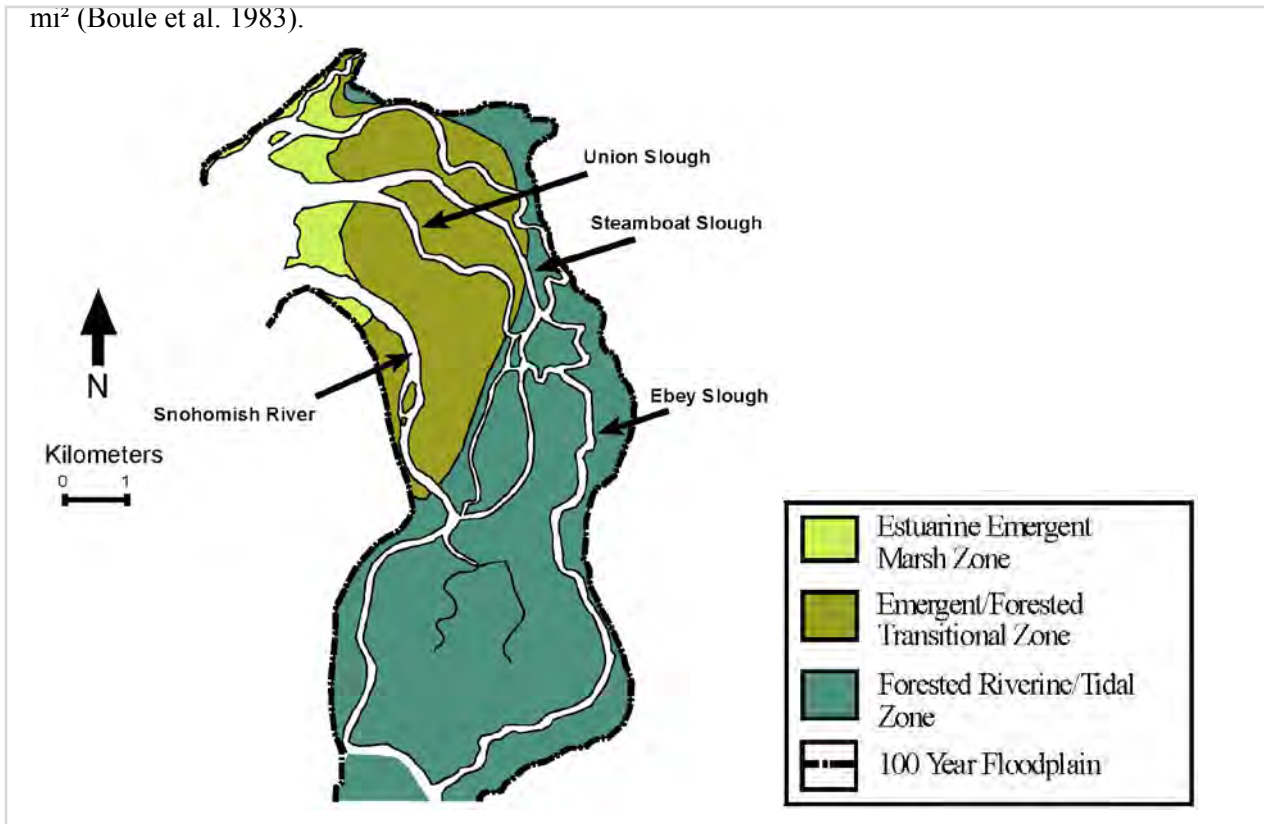 mi² (Boule et al. 1983).
Union Slough
Steamboat Slough
N
Snohomish River
Ebey Slough
Kilometers
0 1
Estuarine Emergent
Marsh Zone
Emergent/Forested
Transitional Zone
Forested Riverine/Tidal
Zone
100 Year Floodplain